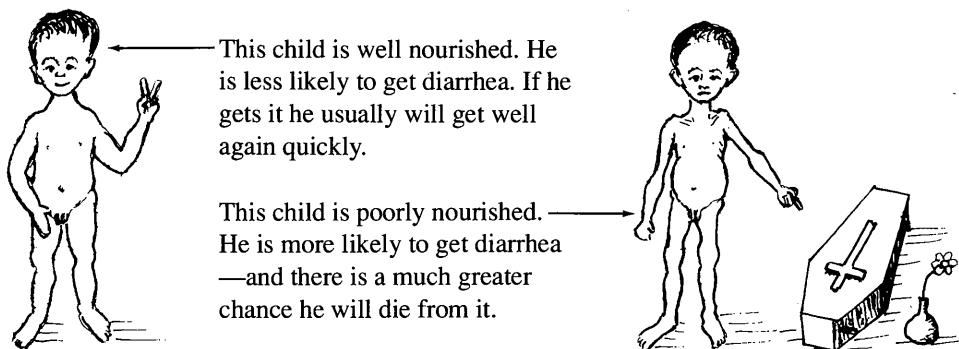 This child is well nourished. He
is less likely to get diarrhea. If he
gets it he usually will get well
again quickly.
This child is poorly nourished.
He is more likely to get diarrhea
—and there is a much greater
chance he will die from it.